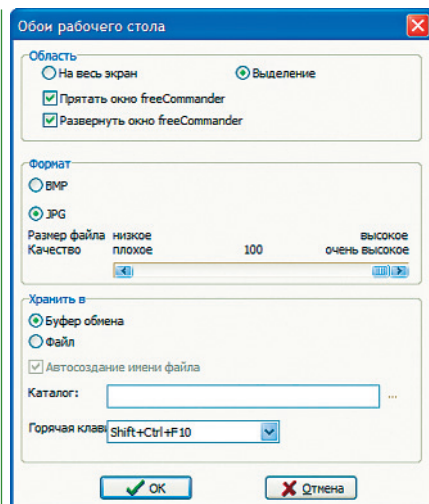 Обои рабочего стола
Область
На весь экран Выделение
Прятать окно freeCommander
Развернуть окно freeCommander
Формат
BMP
JPG
Размер файла низкое высокое
Качество плохое 100 очень высокое
Хранить в
Буфер обмена
Файл
Автосоздание имени файла
Каталог: ...
Горячая клави Shift+Ctrl+F10
OK Отмена